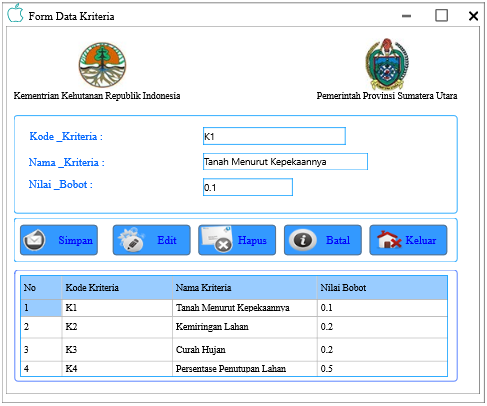 Form Data Kriteria
Kementrian Kehutanan Republik Indonesia
Pemerintah Provinsi Sumatera Utara
Kode _Kriteria : K1
Nama _Kriteria : Tanah Menurut Kepekaannya
Nilai _Bobot : 0.1
Simpan Edit Hapus Batal Keluar
No Kode Kriteria Nama Kriteria Nilai Bobot
1 K1 Tanah Menurut Kepekaannya 0.1
2 K2 Kemiringan Lahan 0.2
3 K3 Curah Hujan 0.2
4 K4 Persentase Penutupan Lahan 0.5